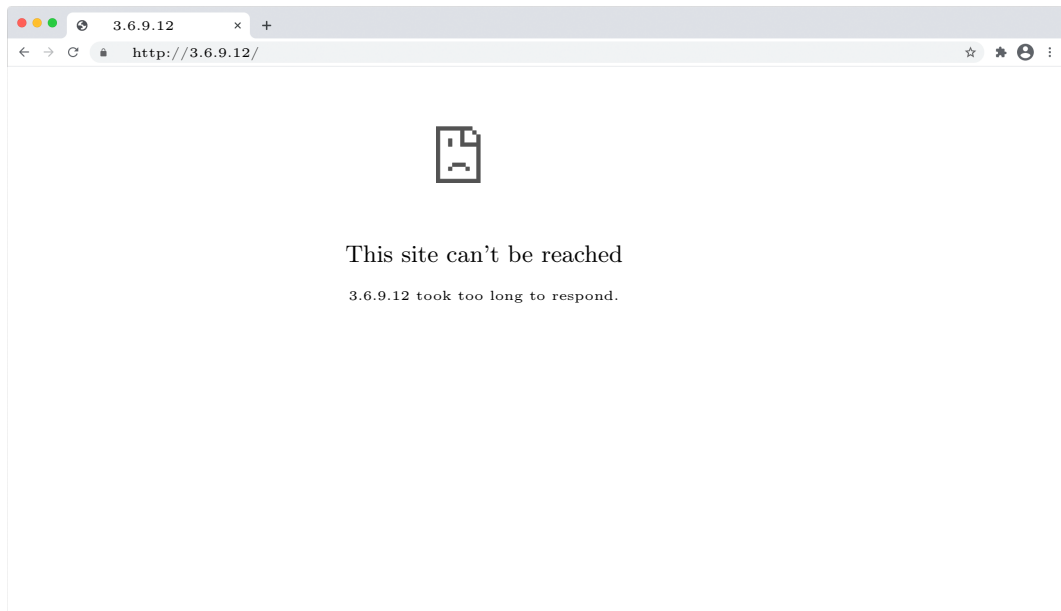 3.6.9.12
http://3.6.9.12/
This site can't be reached
3.6.9.12 took too long to respond.